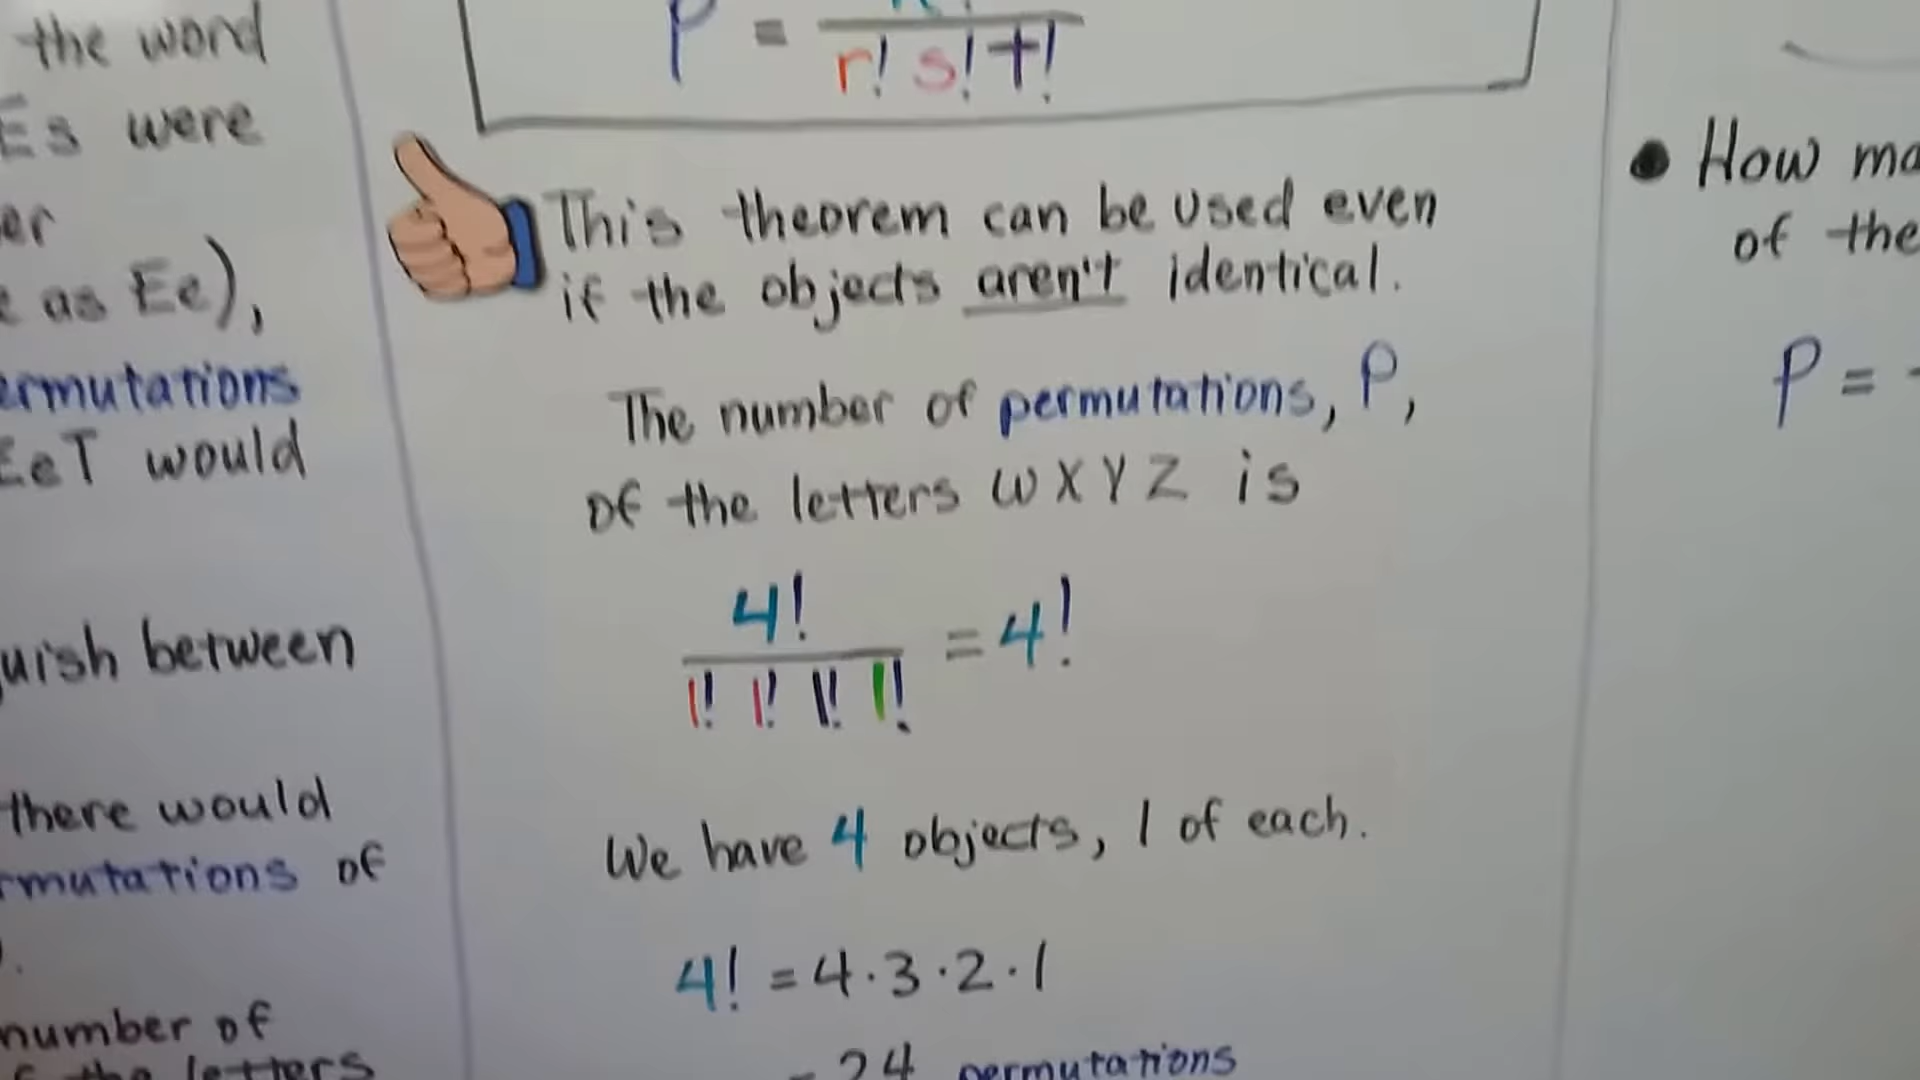 the word
Es were
er
as Ee),
ermutations
EeT would
uish between
there would
mutations of
number of
the letters
P = n!/r! s! t!
This theorem can be used even
if the objects aren't identical.
The number of permutations, P,
of the letters W X Y Z is
4!/1! 1! 1! 1! = 4!
We have 4 objects, 1 of each.
4! = 4·3·2·1
= 24 permutations
• How ma
of the
P =